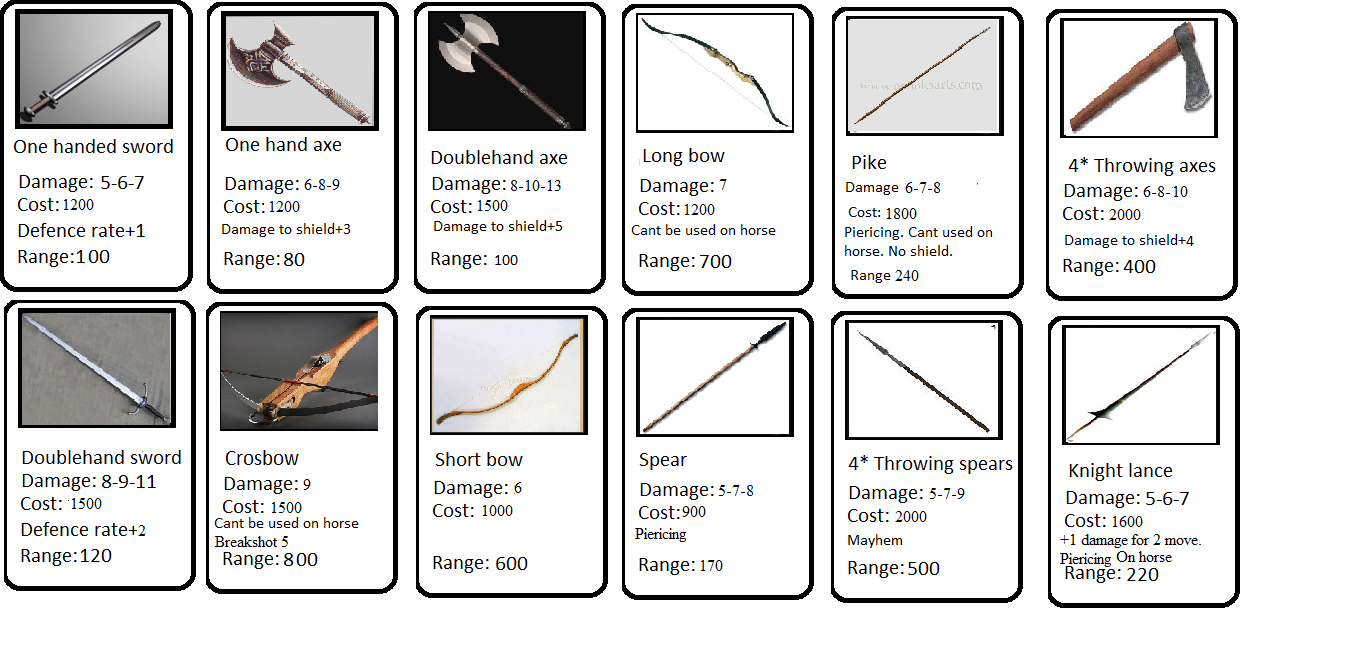 One handed sword
Damage: 5-6-7
Cost: 1200
Defence rate+1
Range:100
One hand axe
Damage: 6-8-9
Cost: 1200
Damage to shield+3
Range: 80
Doublehand axe
Damage: 8-10-13
Cost: 1500
Damage to shield+5
Range: 100
Long bow
Damage: 7
Cost: 1200
Cant be used on horse
Range: 700
Pike
Damage 6-7-8
Cost: 1800
Piericing. Cant used on
horse. No shield.
Range 240
4* Throwing axes
Damage: 6-8-10
Cost: 2000
Damage to shield+4
Range: 400
Doublehand sword
Damage: 8-9-11
Cost: 1500
Defence rate+2
Range:120
Crosbow
Damage: 9
Cost: 1500
Cant be used on horse
Breakshot 5
Range: 800
Short bow
Damage: 6
Cost: 1000
Range: 600
Spear
Damage: 5-7-8
Cost:900
Piericing
Range: 170
4* Throwing spears
Damage: 5-7-9
Cost: 2000
Mayhem
Range: 500
Knight lance
Damage: 5-6-7
Cost: 1600
+1 damage for 2 move.
Piericing On horse
Range: 220